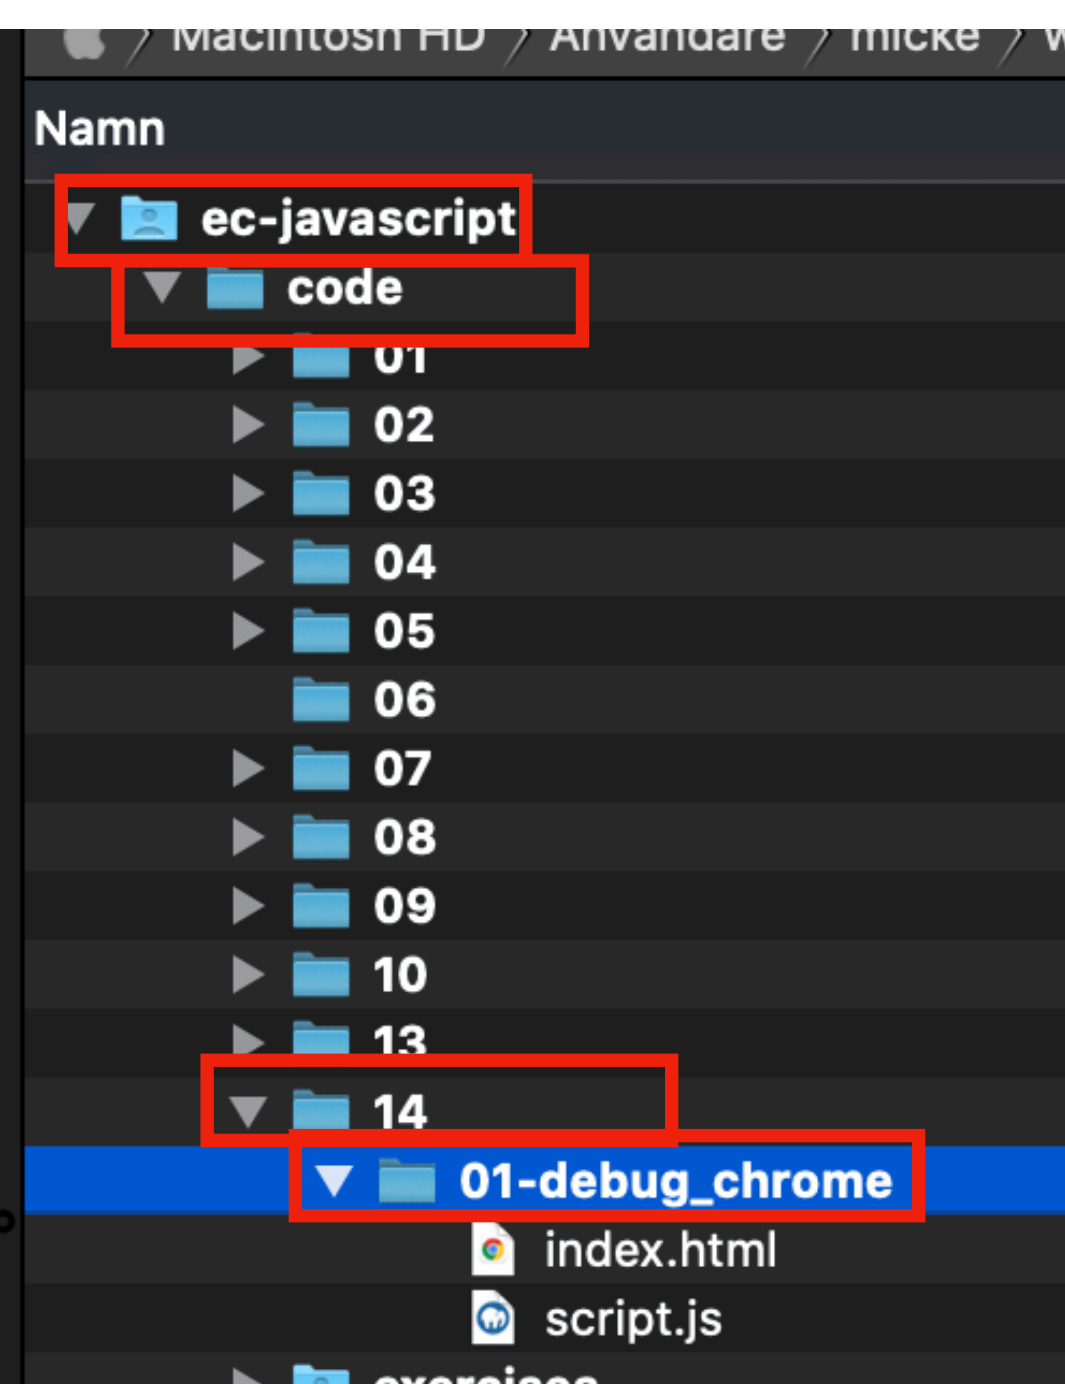 Macintosh HD Användare micke
Namn
ec-javascript
code
01
02
03
04
05
06
07
08
09
10
13
14
01-debug_chrome
index.html
script.js
exercises